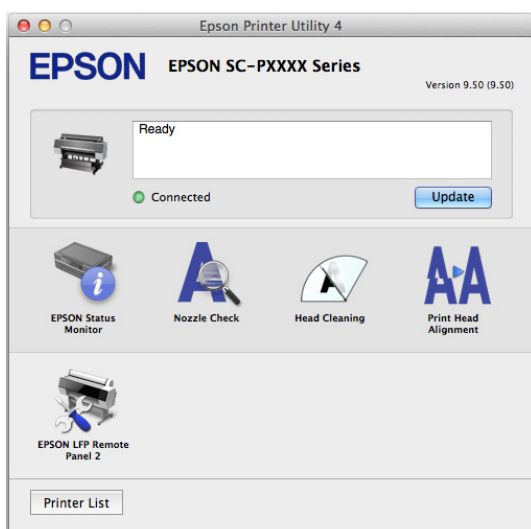 Epson Printer Utility 4
EPSON EPSON SC-PXXXX Series
Version 9.50 (9.50)
Ready
Connected Update
EPSON Status
Monitor
Nozzle Check
Head Cleaning
Print Head
Alignment
EPSON LFP Remote
Panel 2
Printer List